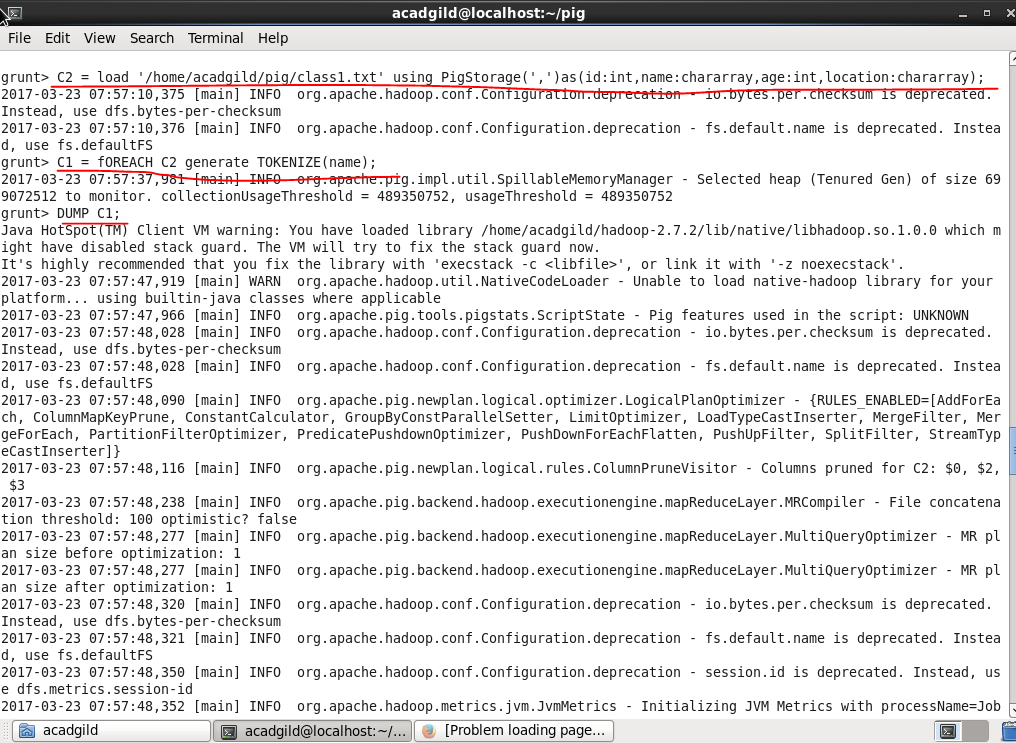 acadgild@localhost:~/pig
File Edit View Search Terminal Help
grunt> C2 = load '/home/acadgild/pig/class1.txt' using PigStorage(',')as(id:int,name:chararray,age:int,location:chararray);
2017-03-23 07:57:10,375 [main] INFO  org.apache.hadoop.conf.Configuration.deprecation - io.bytes.per.checksum is deprecated.
Instead, use dfs.bytes-per-checksum
2017-03-23 07:57:10,376 [main] INFO  org.apache.hadoop.conf.Configuration.deprecation - fs.default.name is deprecated. Instea
d, use fs.defaultFS
grunt> C1 = fOREACH C2 generate TOKENIZE(name);
2017-03-23 07:57:37,981 [main] INFO  org.apache.pig.impl.util.SpillableMemoryManager - Selected heap (Tenured Gen) of size 69
9072512 to monitor. collectionUsageThreshold = 489350752, usageThreshold = 489350752
grunt> DUMP C1;
Java HotSpot(TM) Client VM warning: You have loaded library /home/acadgild/hadoop-2.7.2/lib/native/libhadoop.so.1.0.0 which m
ight have disabled stack guard. The VM will try to fix the stack guard now.
It's highly recommended that you fix the library with 'execstack -c <libfile>', or link it with '-z noexecstack'.
2017-03-23 07:57:47,919 [main] WARN  org.apache.hadoop.util.NativeCodeLoader - Unable to load native-hadoop library for your
platform... using builtin-java classes where applicable
2017-03-23 07:57:47,966 [main] INFO  org.apache.pig.tools.pigstats.ScriptState - Pig features used in the script: UNKNOWN
2017-03-23 07:57:48,028 [main] INFO  org.apache.hadoop.conf.Configuration.deprecation - io.bytes.per.checksum is deprecated.
Instead, use dfs.bytes-per-checksum
2017-03-23 07:57:48,028 [main] INFO  org.apache.hadoop.conf.Configuration.deprecation - fs.default.name is deprecated. Instea
d, use fs.defaultFS
2017-03-23 07:57:48,090 [main] INFO  org.apache.pig.newplan.logical.optimizer.LogicalPlanOptimizer - {RULES_ENABLED=[AddForEa
ch, ColumnMapKeyPrune, ConstantCalculator, GroupByConstParallelSetter, LimitOptimizer, LoadTypeCastInserter, MergeFilter, Mer
geForEach, PartitionFilterOptimizer, PredicatePushdownOptimizer, PushDownForEachFlatten, PushUpFilter, SplitFilter, StreamTyp
eCastInserter]}
2017-03-23 07:57:48,116 [main] INFO  org.apache.pig.newplan.logical.rules.ColumnPruneVisitor - Columns pruned for C2: $0, $2,
$3
2017-03-23 07:57:48,238 [main] INFO  org.apache.pig.backend.hadoop.executionengine.mapReduceLayer.MRCompiler - File concatena
tion threshold: 100 optimistic? false
2017-03-23 07:57:48,277 [main] INFO  org.apache.pig.backend.hadoop.executionengine.mapReduceLayer.MultiQueryOptimizer - MR pl
an size before optimization: 1
2017-03-23 07:57:48,277 [main] INFO  org.apache.pig.backend.hadoop.executionengine.mapReduceLayer.MultiQueryOptimizer - MR pl
an size after optimization: 1
2017-03-23 07:57:48,320 [main] INFO  org.apache.hadoop.conf.Configuration.deprecation - io.bytes.per.checksum is deprecated.
Instead, use dfs.bytes-per-checksum
2017-03-23 07:57:48,321 [main] INFO  org.apache.hadoop.conf.Configuration.deprecation - fs.default.name is deprecated. Instea
d, use fs.defaultFS
2017-03-23 07:57:48,350 [main] INFO  org.apache.hadoop.conf.Configuration.deprecation - session.id is deprecated. Instead, us
e dfs.metrics.session-id
2017-03-23 07:57:48,352 [main] INFO  org.apache.hadoop.metrics.jvm.JvmMetrics - Initializing JVM Metrics with processName=Job
acadgild acadgild@localhost:~/... [Problem loading page...